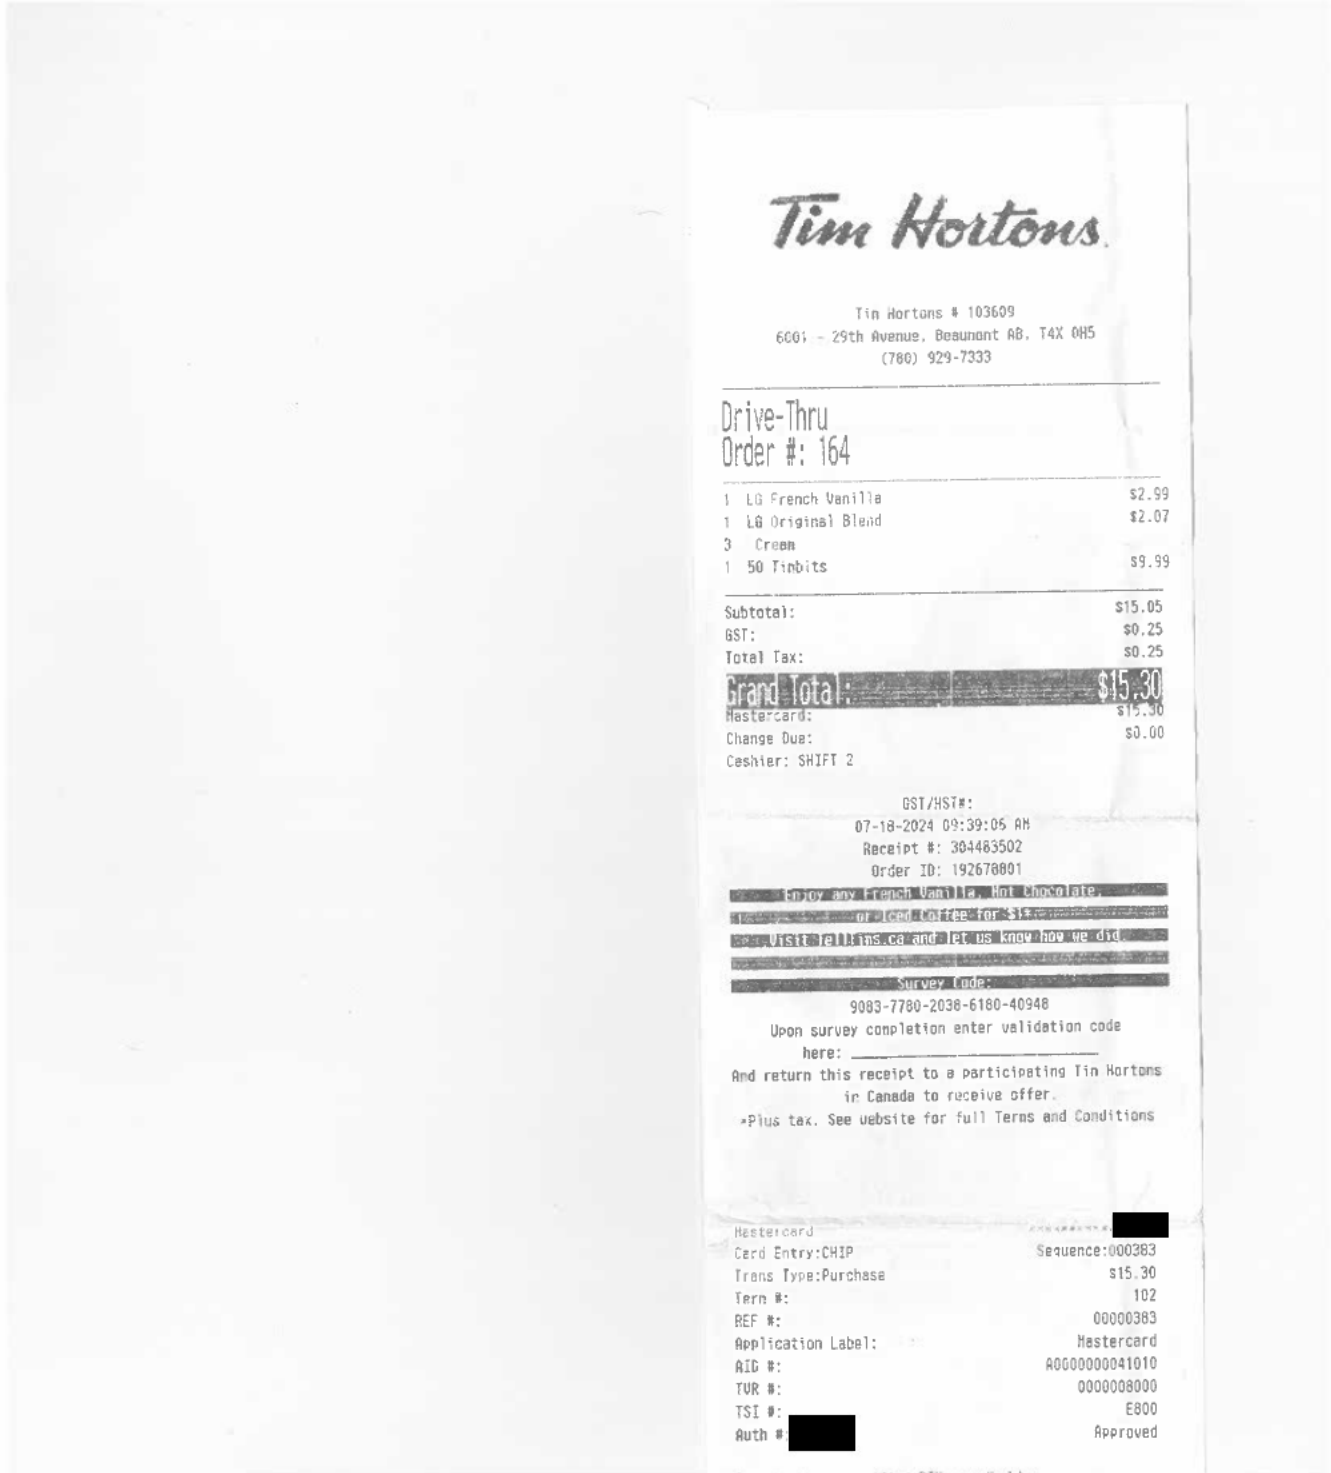 Tim Hortons
Tim Hortons # 103609
6001 - 29th Avenue, Beaumont AB, T4X 0H5
(780) 929-7333
Drive-Thru
Order #: 164
1 LG French Vanilla $2.99
1 LG Original Blend $2.07
3 Cream
1 50 Timbits $9.99
Subtotal: $15.05
GST: $0.25
Total Tax: $0.25
Grand Total: $15.30
Mastercard: $15.30
Change Due: $0.00
Cashier: SHIFT 2
GST/HST#:
07-18-2024 09:39:06 AM
Receipt #: 304483502
Order ID: 192678801
Enjoy any French Vanilla, Hot Chocolate,
or Iced Coffee for $1*.
Visit TellTims.ca and let us know how we did.
Survey Code:
9083-7780-2038-6180-40948
Upon survey completion enter validation code
here:
And return this receipt to a participating Tim Hortons
in Canada to receive offer.
*Plus tax. See website for full Terms and Conditions
Mastercard
Card Entry:CHIP Sequence:000383
Trans Type:Purchase $15.30
Term #: 102
REF #: 00000383
Application Label: Mastercard
AID #: A0000000041010
TVR #: 0000008000
TSI #: E800
Auth #: Approved